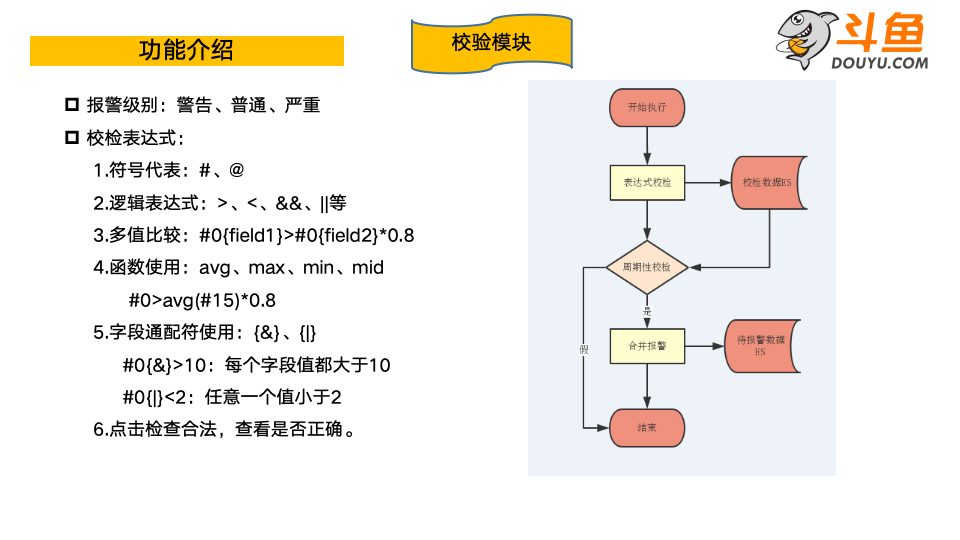 功能介绍
校验模块
斗鱼
DOUYU.COM
报警级别：警告、普通、严重
校检表达式：
1.符号代表：#、@
2.逻辑表达式：>、<、&&、||等
3.多值比较：#0{field1}>#0{field2}*0.8
4.函数使用：avg、max、min、mid
#0>avg(#15)*0.8
5.字段通配符使用：{&}、{|}
#0{&}>10：每个字段值都大于10
#0{|}<2：任意一个值小于2
6.点击检查合法，查看是否正确。
开始执行
表达式校检
校检数据ES
周期性校检
是
假
合并报警
待报警数据
ES
结束